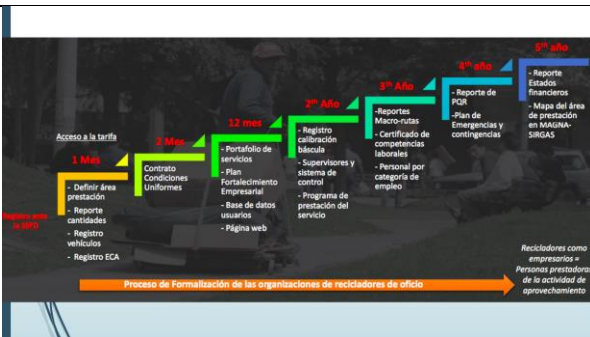 Acceso a la tarifa
Registro ante
la SSPD
1 Mes
- Definir área
prestación
- Reporte
cantidades
- Registro
vehículos
- Registro ECA
2 Mes
Contrato
Condiciones
Uniformes
12 mes
- Portafolio de
servicios
- Plan
Fortalecimiento
Empresarial
- Base de datos
usuarios
- Página web
2th Año
- Registro
calibración
báscula
- Supervisores y
sistema de
control
- Programa de
prestación del
servicio
3th Año
-Reportes
Macro-rutas
- Certificado de
competencias
laborales
- Personal por
categoría de
empleo
4th año
- Reporte de
PQR
-Plan de
Emergencias y
contingencias
5th año
- Reporte
Estados
financieros
- Mapa del área
de prestación
en MAGNA-
SIRGAS
Recicladores como
empresarios =
Personas prestadoras
de la actividad de
aprovechamiento
Proceso de Formalización de las organizaciones de recicladores de oficio